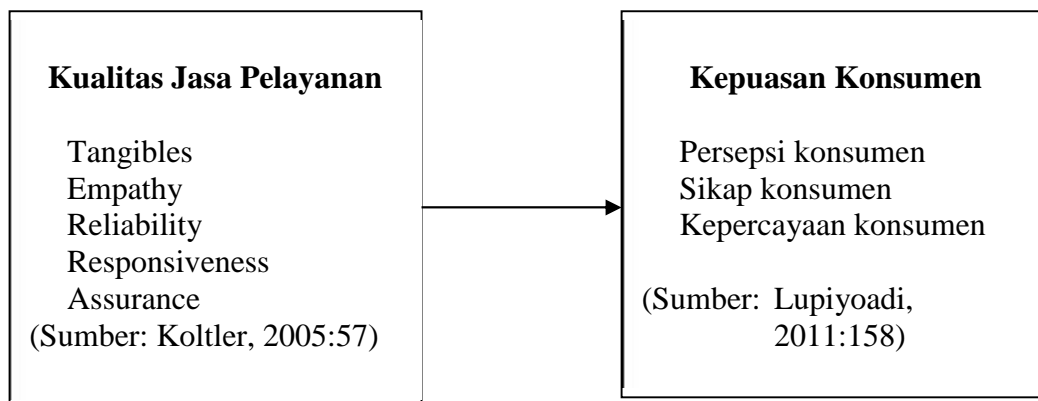 Kualitas Jasa Pelayanan
Tangibles
Empathy
Reliability
Responsiveness
Assurance
(Sumber: Koltler, 2005:57)
Kepuasan Konsumen
Persepsi konsumen
Sikap konsumen
Kepercayaan konsumen
(Sumber: Lupiyoadi,
2011:158)